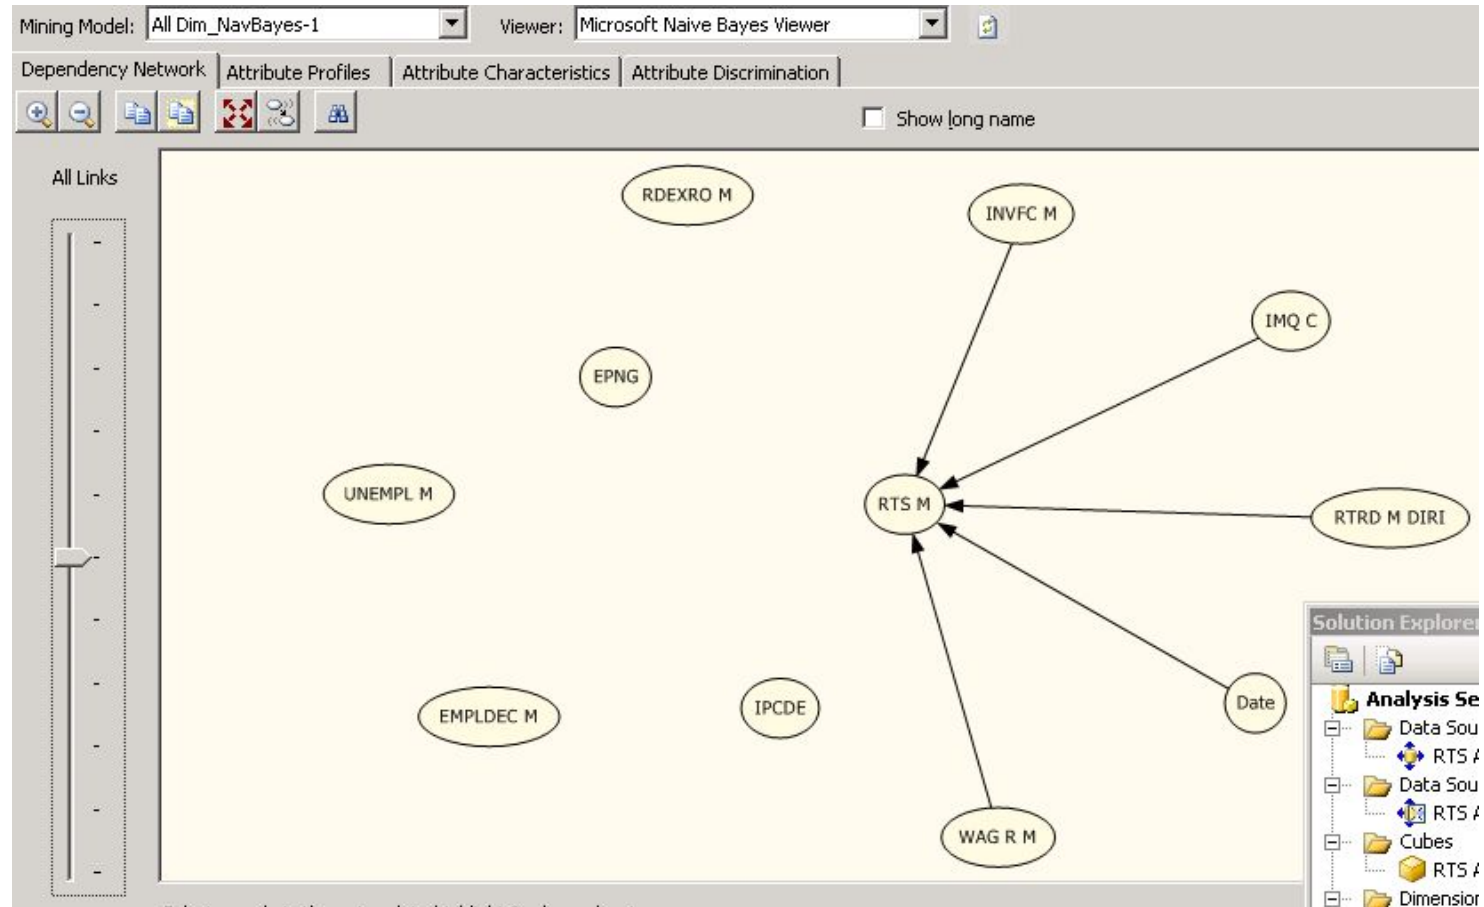 Mining Model: All Dim_NavBayes-1 Viewer: Microsoft Naive Bayes Viewer
Dependency Network Attribute Profiles Attribute Characteristics Attribute Discrimination
Show long name
All Links
RDEXRO M
INVFC M
IMQ C
EPNG
UNEMPL M
RTS M
RTRD M DIRI
Solution Explorer
Analysis Se
Data Sou
RTS A
Data Sou
RTS A
Cubes
RTS A
Dimension
EMPLDEC M
IPCDE
Date
WAG R M